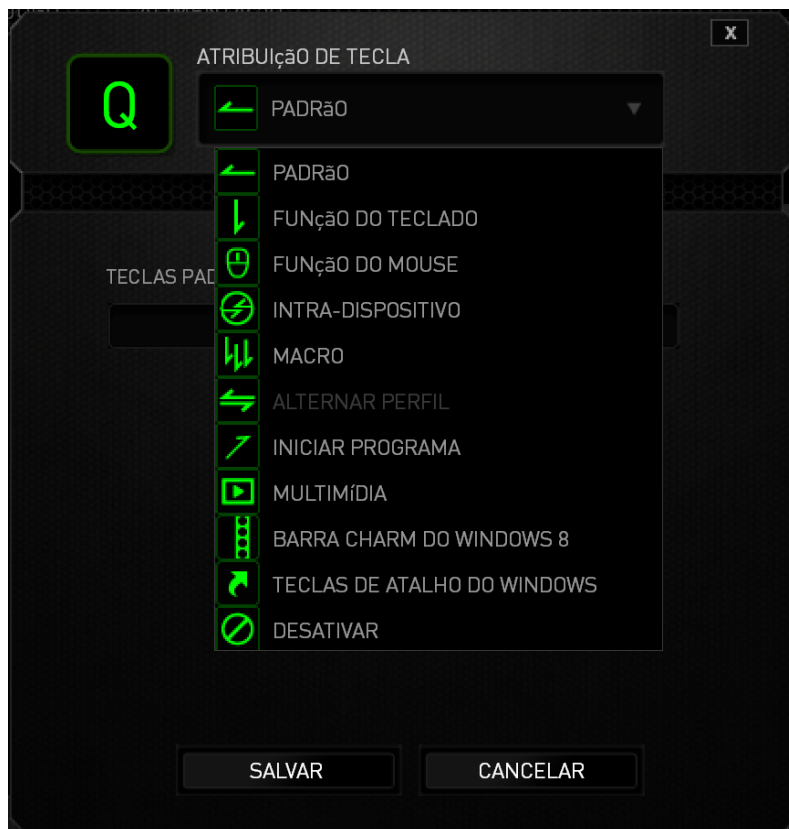 X
ATRIBUIçãO DE TECLA
Q
PADRãO
PADRãO
FUNçãO DO TECLADO
FUNçãO DO MOUSE
TECLAS PAD
INTRA-DISPOSITIVO
MACRO
ALTERNAR PERFIL
INICIAR PROGRAMA
MULTIMíDIA
BARRA CHARM DO WINDOWS 8
TECLAS DE ATALHO DO WINDOWS
DESATIVAR
SALVAR
CANCELAR